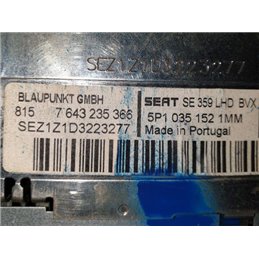 SEZ1Z1D3223277
BLAUPUNKT GMBH
815 7 643 235 366
SEZ1Z1D3223277
SEAT SE 359 LHD BVX
5P1 035 152 1MM
Made in Portugal